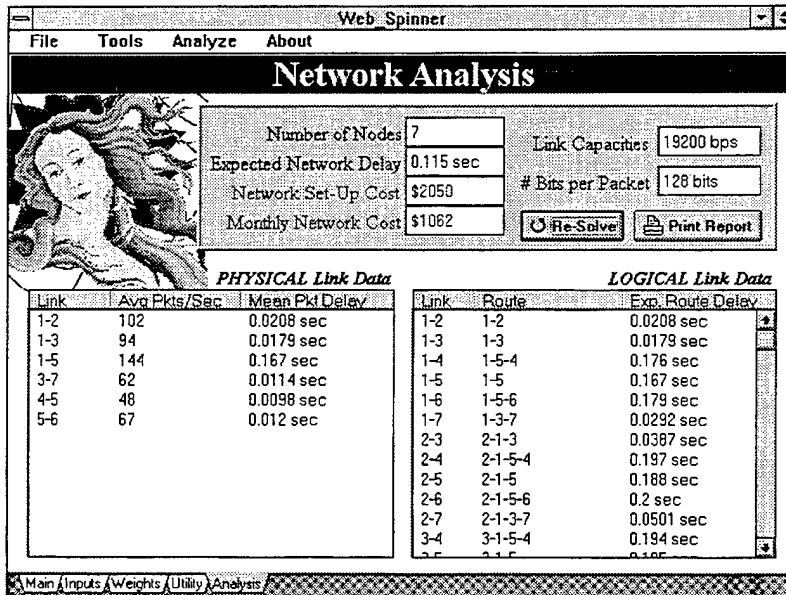 Web_Spinner
File Tools Analyze About
Network Analysis
Number of Nodes 7
Expected Network Delay 0.115 sec
Network Set-Up Cost $2050
Monthly Network Cost $1062
Link Capacities 19200 bps
# Bits per Packet 128 bits
Re-Solve Print Report
PHYSICAL Link Data
Link Avg Pkts/Sec Mean Pkt Delay
1-2 102 0.0208 sec
1-3 94 0.0179 sec
1-5 144 0.167 sec
3-7 62 0.0114 sec
4-5 48 0.0098 sec
5-6 67 0.012 sec
LOGICAL Link Data
Link Route Exp. Route Delay
1-2 1-2 0.0208 sec
1-3 1-3 0.0179 sec
1-4 1-5-4 0.176 sec
1-5 1-5 0.167 sec
1-6 1-5-6 0.179 sec
1-7 1-3-7 0.0292 sec
2-3 2-1-3 0.0387 sec
2-4 2-1-5-4 0.197 sec
2-5 2-1-5 0.188 sec
2-6 2-1-5-6 0.2 sec
2-7 2-1-3-7 0.0501 sec
3-4 3-1-5-4 0.194 sec
Main Inputs Weights Utility Analysis